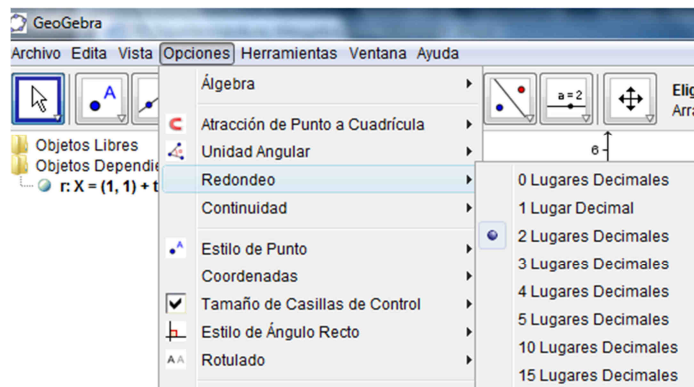 GeoGebra
Archivo Edita Vista Opciones Herramientas Ventana Ayuda
A
a=2
Elig
Arra
Álgebra
Atracción de Punto a Cuadrícula
Unidad Angular
Redondeo
Continuidad
A
Estilo de Punto
Coordenadas
Tamaño de Casillas de Control
Estilo de Ángulo Recto
AA
Rotulado
Objetos Libres
Objetos Dependie
r: X = (1, 1) + t
6
0 Lugares Decimales
1 Lugar Decimal
2 Lugares Decimales
3 Lugares Decimales
4 Lugares Decimales
5 Lugares Decimales
10 Lugares Decimales
15 Lugares Decimales